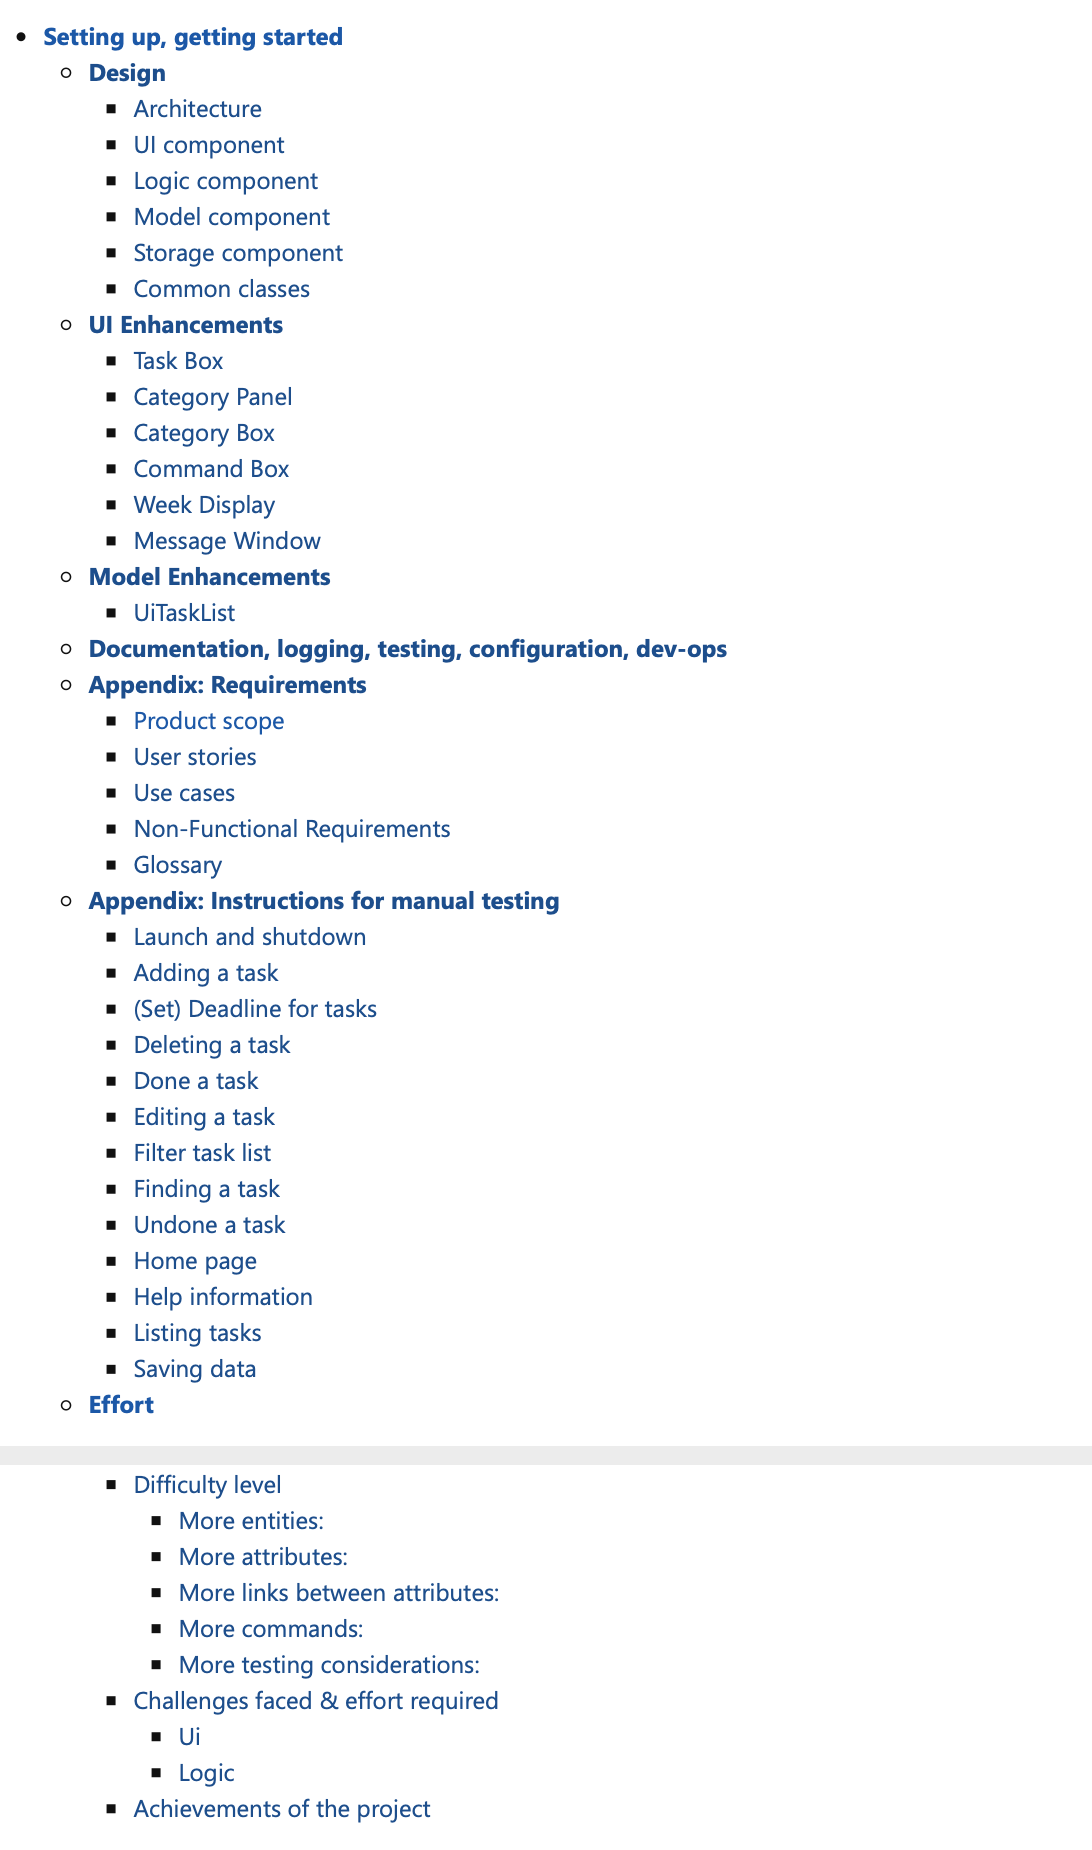 Setting up, getting started
Design
Architecture
UI component
Logic component
Model component
Storage component
Common classes
UI Enhancements
Task Box
Category Panel
Category Box
Command Box
Week Display
Message Window
Model Enhancements
UiTaskList
Documentation, logging, testing, configuration, dev-ops
Appendix: Requirements
Product scope
User stories
Use cases
Non-Functional Requirements
Glossary
Appendix: Instructions for manual testing
Launch and shutdown
Adding a task
(Set) Deadline for tasks
Deleting a task
Done a task
Editing a task
Filter task list
Finding a task
Undone a task
Home page
Help information
Listing tasks
Saving data
Effort
Difficulty level
More entities:
More attributes:
More links between attributes:
More commands:
More testing considerations:
Challenges faced & effort required
Ui
Logic
Achievements of the project